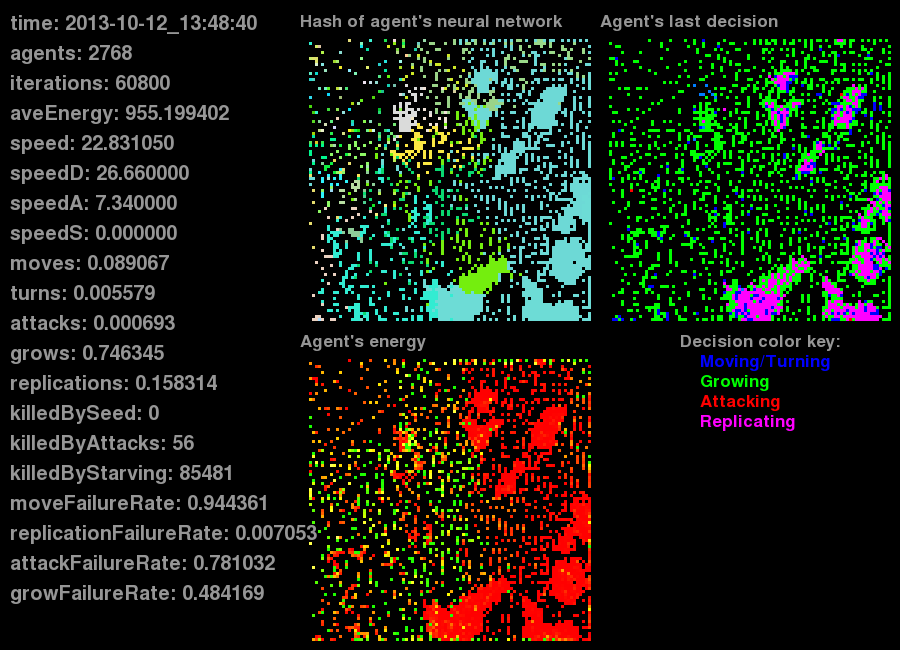 time: 2013-10-12_13:48:40
agents: 2768
iterations: 60800
aveEnergy: 955.199402
speed: 22.831050
speedD: 26.660000
speedA: 7.340000
speedS: 0.000000
moves: 0.089067
turns: 0.005579
attacks: 0.000693
grows: 0.746345
replications: 0.158314
killedBySeed: 0
killedByAttacks: 56
killedByStarving: 85481
moveFailureRate: 0.944361
replicationFailureRate: 0.007053
attackFailureRate: 0.781032
growFailureRate: 0.484169
Hash of agent's neural network
Agent's last decision
Agent's energy
Decision color key:
Moving/Turning
Growing
Attacking
Replicating